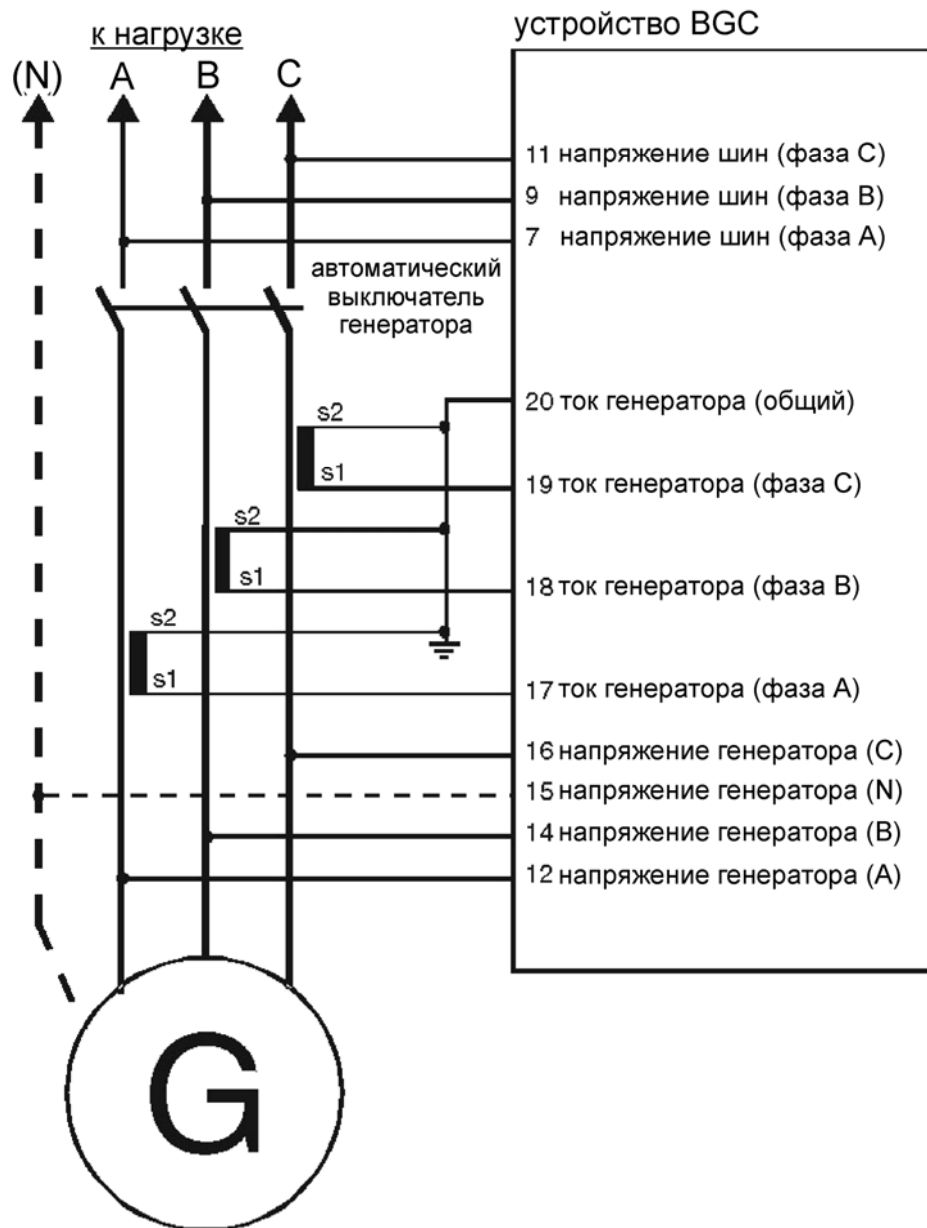 устройство BGC
к нагрузке
(N) A B C
11 напряжение шин (фаза C)
9 напряжение шин (фаза B)
7 напряжение шин (фаза A)
автоматический
выключатель
генератора
20 ток генератора (общий)
s2
s1
19 ток генератора (фаза C)
s2
s1
18 ток генератора (фаза B)
s2
s1
17 ток генератора (фаза A)
16 напряжение генератора (C)
15 напряжение генератора (N)
14 напряжение генератора (B)
12 напряжение генератора (A)
G